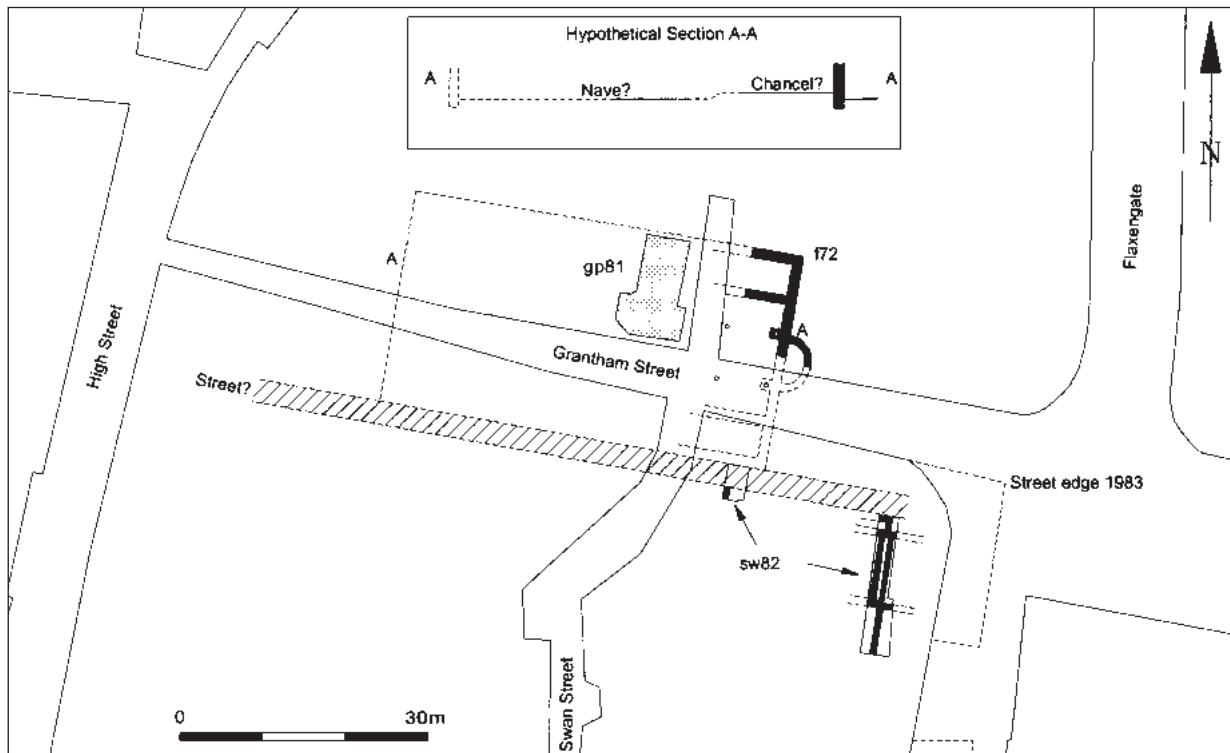 Hypothetical Section A-A
A
Nave?
Chancel?
A
N
Flaxengate
f72
gp81
A
A
High Street
Grantham Street
Street?
Street edge 1983
sw82
Swan Street
0
30m